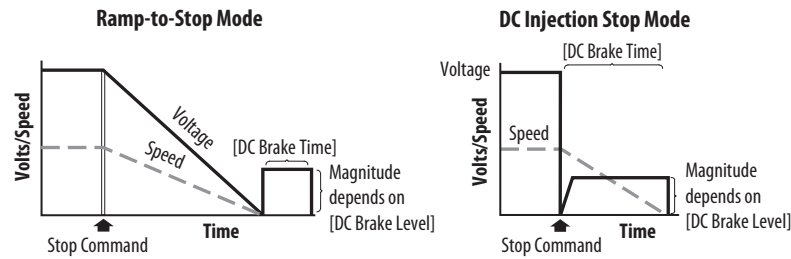 Ramp-to-Stop Mode
Volts/Speed
Voltage
Speed
[DC Brake Time]
Magnitude
depends on
[DC Brake Level]
Time
Stop Command
DC Injection Stop Mode
[DC Brake Time]
Voltage
Volts/Speed
Speed
Magnitude
depends on
[DC Brake Level]
Time
Stop Command